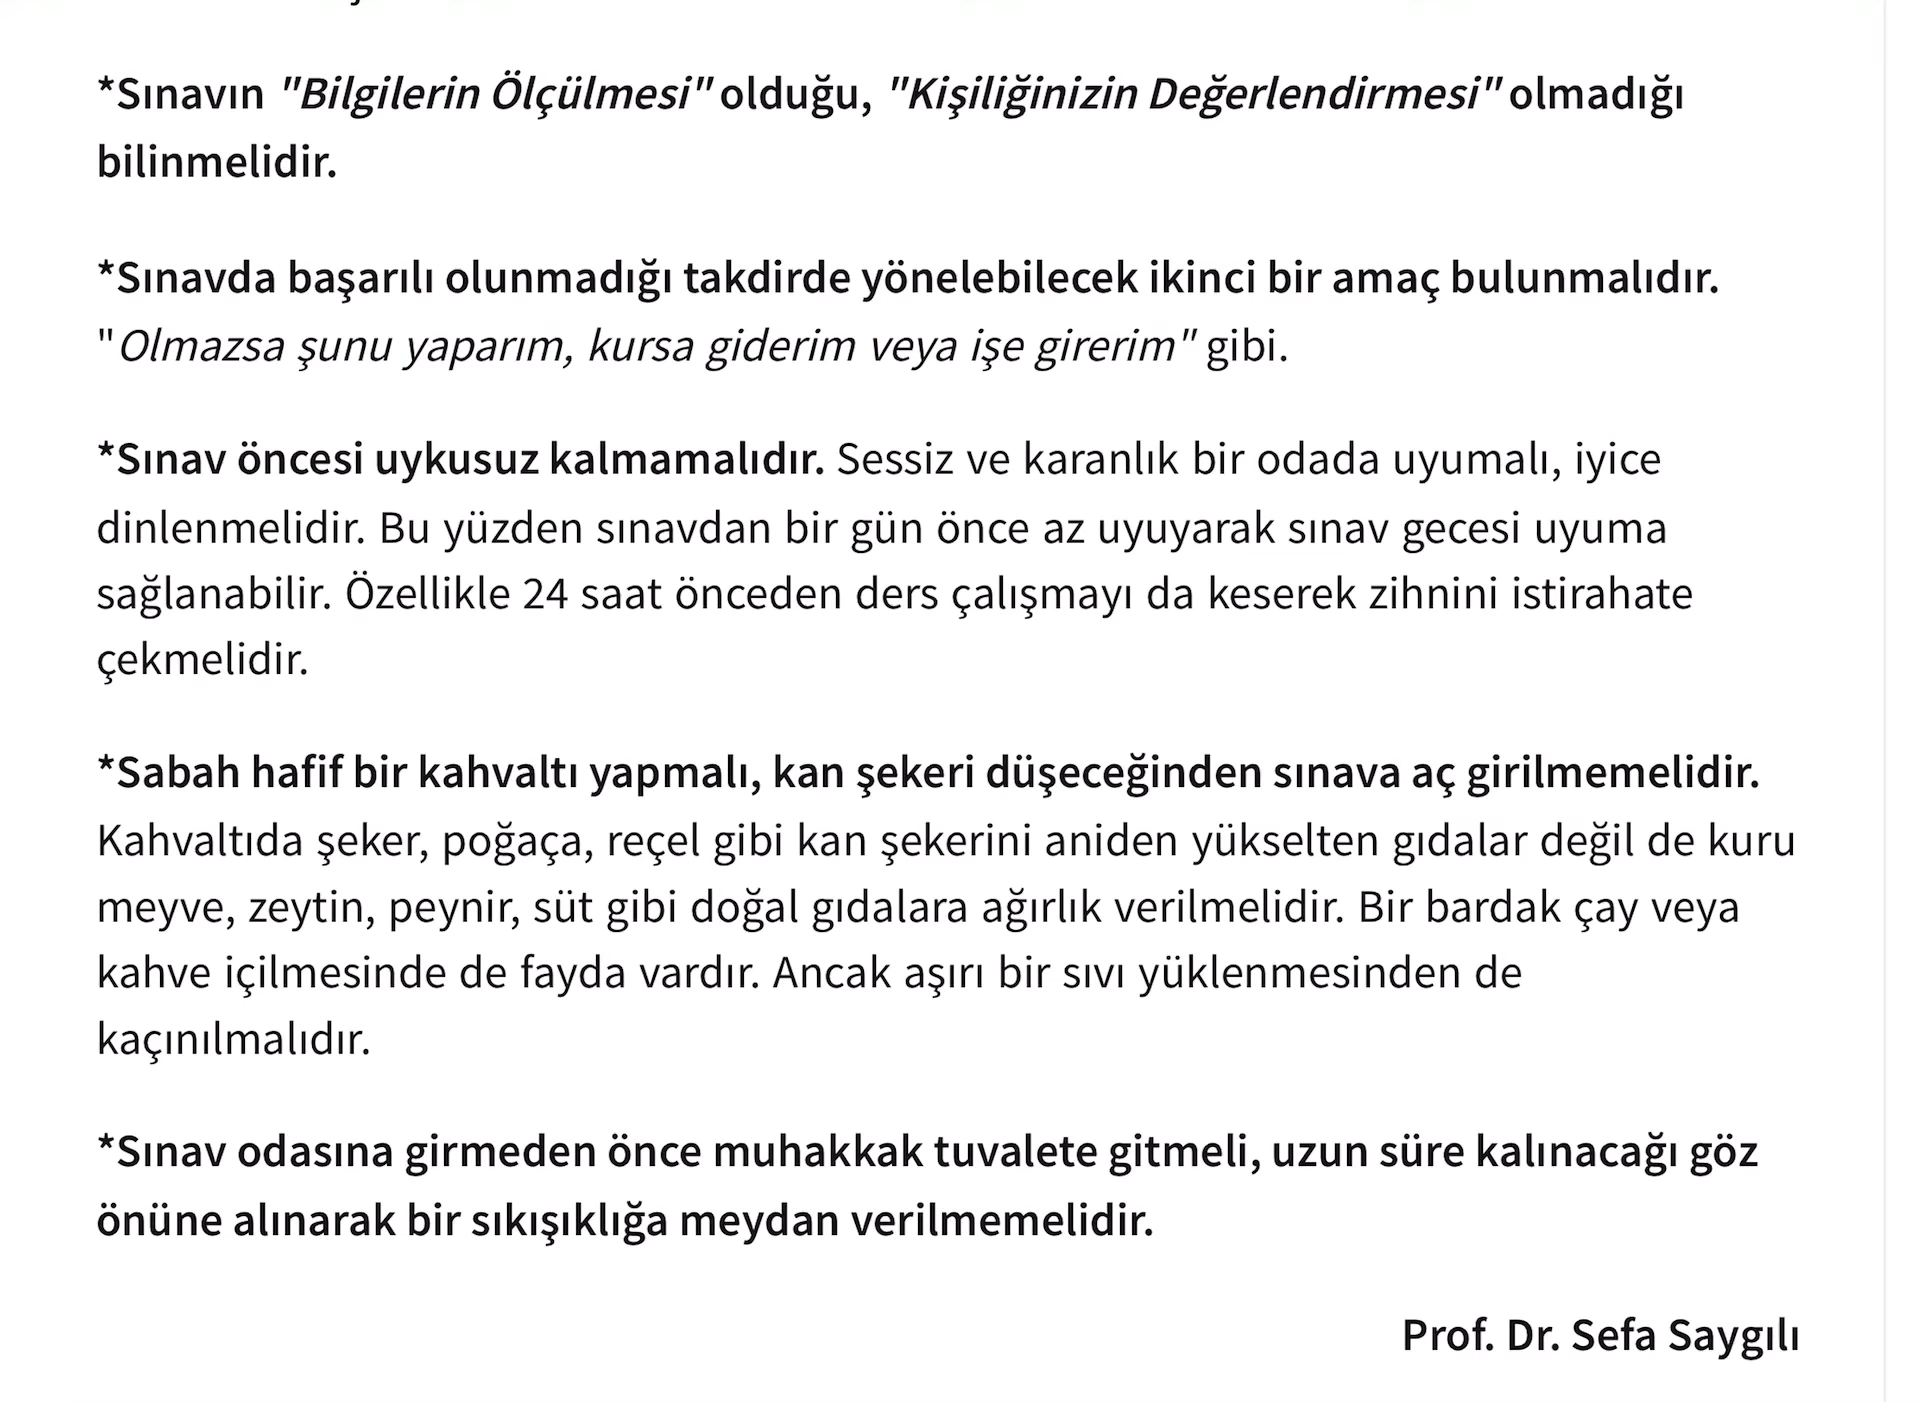 *Sınavın "Bilgilerin Ölçülmesi" olduğu, "Kişiliğinizin Değerlendirmesi" olmadığı
bilinmelidir.
*Sınavda başarılı olunmadığı takdirde yönelebilecek ikinci bir amaç bulunmalıdır.
"Olmazsa şunu yaparım, kursa giderim veya işe girerim" gibi.
*Sınav öncesi uykusuz kalmamalıdır. Sessiz ve karanlık bir odada uyumalı, iyice
dinlenmelidir. Bu yüzden sınavdan bir gün önce az uyuyarak sınav gecesi uyuma
sağlanabilir. Özellikle 24 saat önceden ders çalışmayı da keserek zihnini istirahate
çekmelidir.
*Sabah hafif bir kahvaltı yapmalı, kan şekeri düşeceğinden sınava aç girilmemelidir.
Kahvaltıda şeker, poğaça, reçel gibi kan şekerini aniden yükselten gıdalar değil de kuru
meyve, zeytin, peynir, süt gibi doğal gıdalara ağırlık verilmelidir. Bir bardak çay veya
kahve içilmesinde de fayda vardır. Ancak aşırı bir sıvı yüklenmesinden de
kaçınılmalıdır.
*Sınav odasına girmeden önce muhakkak tuvalete gitmeli, uzun süre kalınacağı göz
önüne alınarak bir sıkışıklığa meydan verilmemelidir.
Prof. Dr. Sefa Saygılı